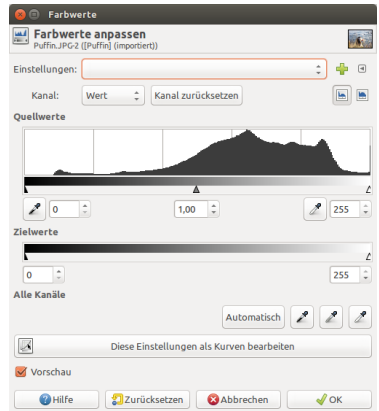 Farbwerte
Farbwerte anpassen
Puffin.JPG-2 ([Puffin] (importiert))
Einstellungen:
Kanal: Wert Kanal zurücksetzen
Quellwerte
0 1,00 255
Zielwerte
0 255
Alle Kanäle
Automatisch
Diese Einstellungen als Kurven bearbeiten
Vorschau
Hilfe Zurücksetzen Abbrechen OK